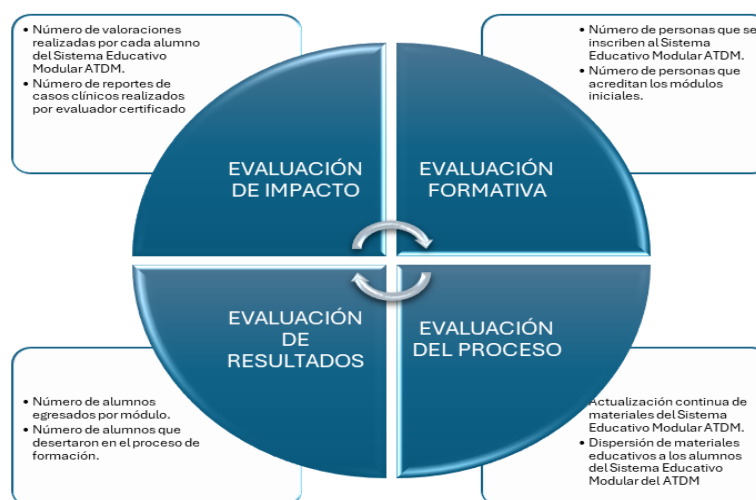 • Número de valoraciones
realizadas por cada alumno
del Sistema Educativo
Modular ATDM.
• Número de reportes de
casos clínicos realizados
por evaluador certificado
• Número de personas que se
inscriben al Sistema
Educativo Modular ATDM.
• Número de personas que
acreditan los módulos
iniciales.
EVALUACIÓN
DE IMPACTO
EVALUACIÓN
FORMATIVA
EVALUACIÓN
DE
RESULTADOS
EVALUACIÓN
DEL PROCESO
• Número de alumnos
egresados por módulo.
• Número de alumnos que
desertaron en el proceso de
formación.
Actualización continua de
materiales del Sistema
Educativo Modular ATDM.
• Dispersión de materiales
educativos a los alumnos
del Sistema Educativo
Modular del ATDM